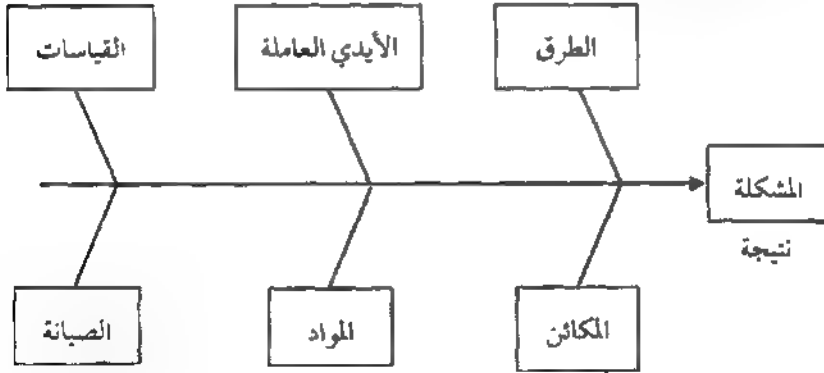 الطرق
الأيدي العاملة
القياسات
المشكلة
نتيجة
المكائن
المواد
الصيانة